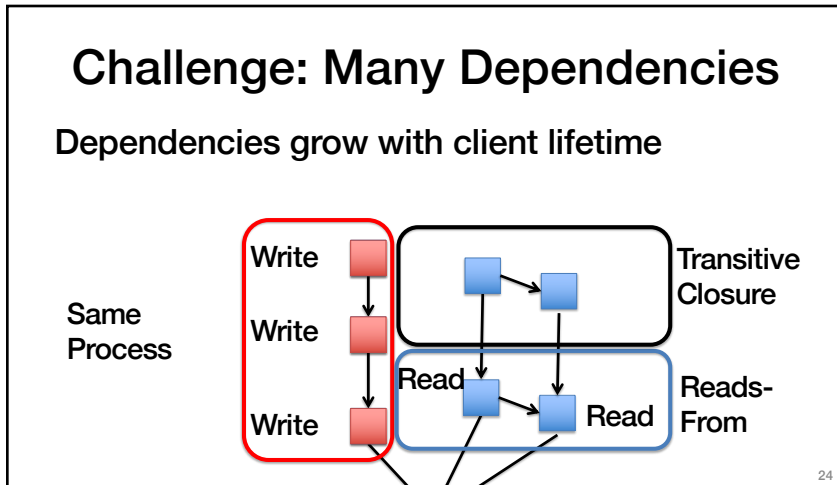 Challenge: Many Dependencies
Dependencies grow with client lifetime
Write
Transitive
Closure
Same
Process
Write
Read
Reads-
From
Write
Read
24